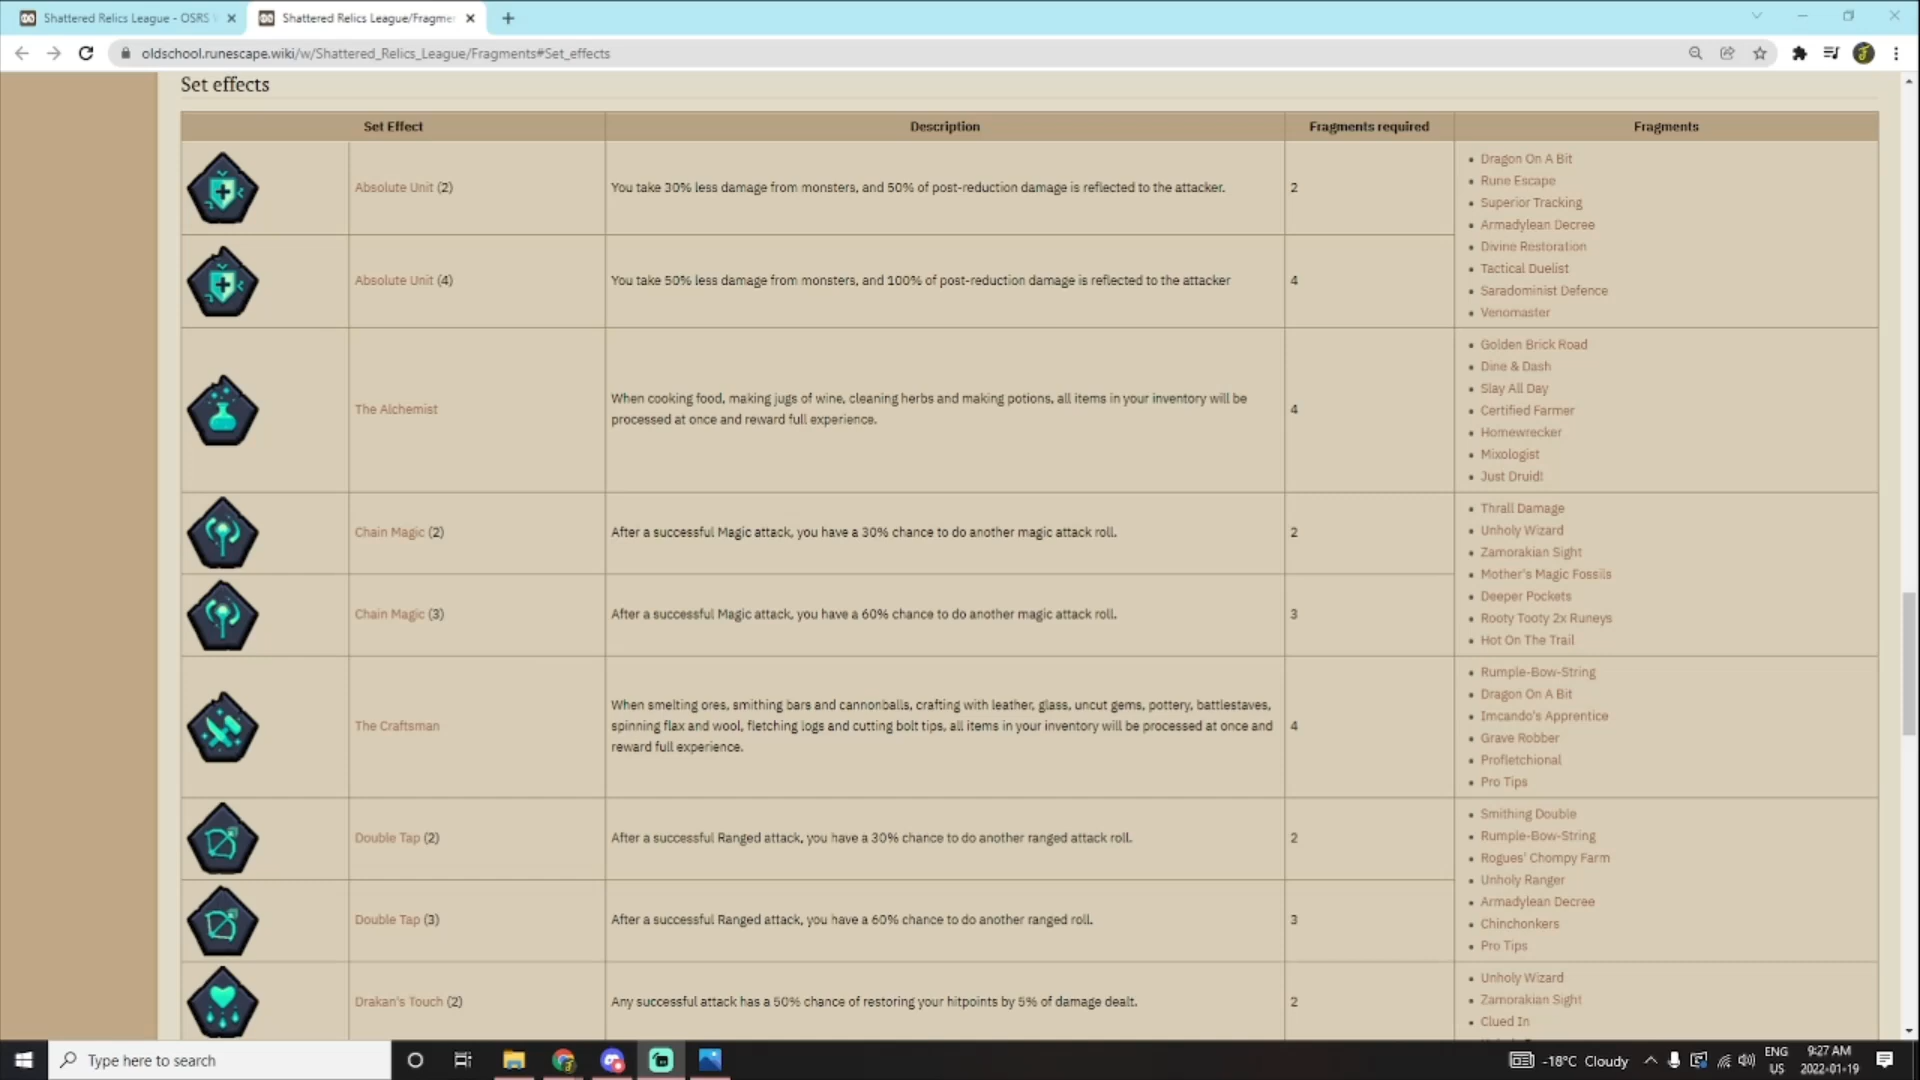 Shattered Relics League - OSRS
Shattered Relics League/Fragme
oldschool.runescape.wiki/w/Shattered_Relics_League/Fragments#Set_effects
Set effects
Set Effect
Description
Fragments required
Fragments
Absolute Unit (2)
You take 30% less damage from monsters, and 50% of post-reduction damage is reflected to the attacker.
2
Dragon On A Bit
Rune Escape
Superior Tracking
Armadylean Decree
Divine Restoration
Tactical Duelist
Saradominist Defence
Venomaster
Absolute Unit (4)
You take 50% less damage from monsters, and 100% of post-reduction damage is reflected to the attacker
4
The Alchemist
When cooking food, making jugs of wine, cleaning herbs and making potions, all items in your inventory will be
processed at once and reward full experience.
4
Golden Brick Road
Dine & Dash
Slay All Day
Certified Farmer
Homewrecker
Mixologist
Just Druid!
Chain Magic (2)
After a successful Magic attack, you have a 30% chance to do another magic attack roll.
2
Thrall Damage
Unholy Wizard
Zamorakian Sight
Mother's Magic Fossils
Deeper Pockets
Rooty Tooty 2x Runeys
Hot On The Trail
Chain Magic (3)
After a successful Magic attack, you have a 60% chance to do another magic attack roll.
3
The Craftsman
When smelting ores, smithing bars and cannonballs, crafting with leather, glass, uncut gems, pottery, battlestaves,
spinning flax and wool, fletching logs and cutting bolt tips, all items in your inventory will be processed at once and
reward full experience.
4
Rumple-Bow-String
Dragon On A Bit
Imcando's Apprentice
Grave Robber
Profletchional
Pro Tips
Double Tap (2)
After a successful Ranged attack, you have a 30% chance to do another ranged attack roll.
2
Smithing Double
Rumple-Bow-String
Rogues' Chompy Farm
Unholy Ranger
Armadylean Decree
Chinchonkers
Pro Tips
Double Tap (3)
After a successful Ranged attack, you have a 60% chance to do another ranged roll.
3
Drakan's Touch (2)
Any successful attack has a 50% chance of restoring your hitpoints by 5% of damage dealt.
2
Unholy Wizard
Zamorakian Sight
Clued In
Type here to search
-18°C Cloudy
ENG
US
9:27 AM
2022-01-19